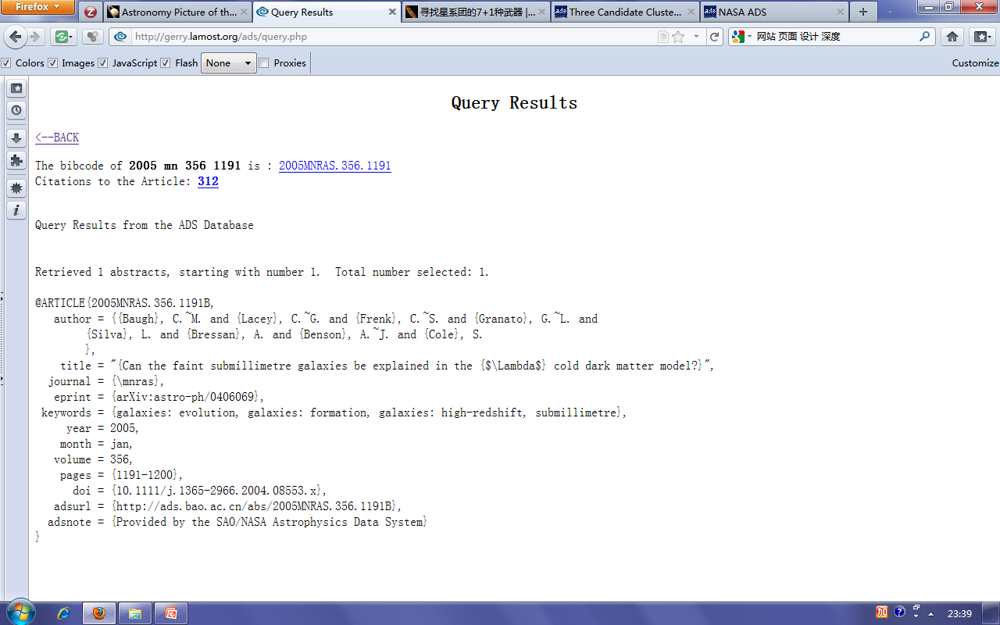 Firefox
Astronomy Picture of th...
Query Results
寻找星系团的7+1种武器 |...
ads Three Candidate Cluste...
ads NASA ADS
http://gerry.lamost.org/ads/query.php
网站 页面 设计 深度
Colors Images JavaScript Flash None Proxies Customize
Query Results
<--BACK
The bibcode of 2005 mn 356 1191 is : 2005MNRAS.356.1191
Citations to the Article: 312
Query Results from the ADS Database
Retrieved 1 abstracts, starting with number 1. Total number selected: 1.
@ARTICLE{2005MNRAS.356.1191B,
author = {{Baugh}, C.~M. and {Lacey}, C.~G. and {Frenk}, C.~S. and {Granato}, G.~L. and
{Silva}, L. and {Bressan}, A. and {Benson}, A.~J. and {Cole}, S.
},
title = "{Can the faint submillimetre galaxies be explained in the {$\Lambda$} cold dark matter model?}",
journal = {\mnras},
eprint = {arXiv:astro-ph/0406069},
keywords = {galaxies: evolution, galaxies: formation, galaxies: high-redshift, submillimetre},
year = 2005,
month = jan,
volume = 356,
pages = {1191-1200},
doi = {10.1111/j.1365-2966.2004.08553.x},
adsurl = {http://ads.bao.ac.cn/abs/2005MNRAS.356.1191B},
adsnote = {Provided by the SAO/NASA Astrophysics Data System}
}
23:39